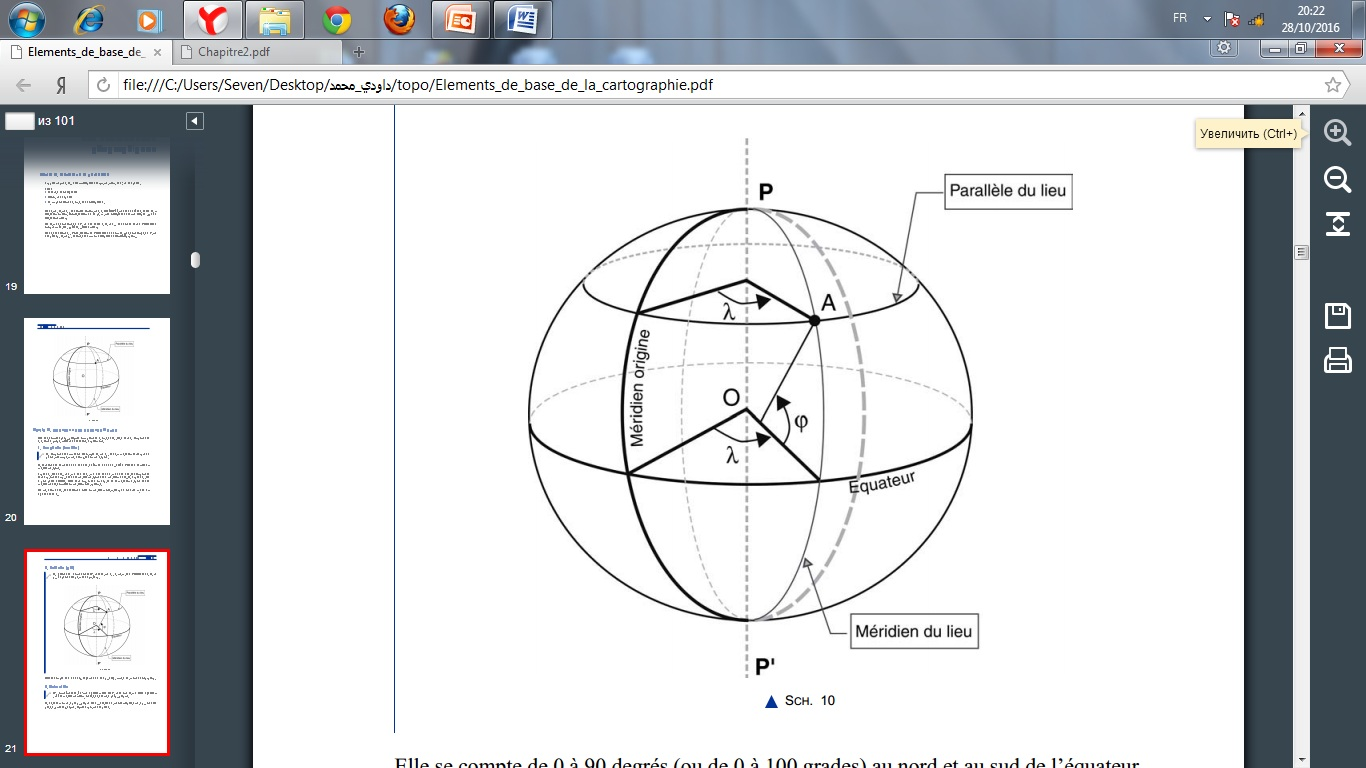 FR
20:22
28/10/2016
Elements_de_base_de_
Chapitre2.pdf
file:///C:/Users/Seven/Desktop/داودي_محمد/topo/Elements_de_base_de_la_cartographie.pdf
из 101
Увеличить (Ctrl+)
19
20
21
P
Parallèle du lieu
A
λ
Méridien origine
O
φ
λ
Equateur
Méridien du lieu
P'
▲ SCH. 10
Elle se compte de 0 à 90 degrés (ou de 0 à 100 grades) au nord et au sud de l'équateur